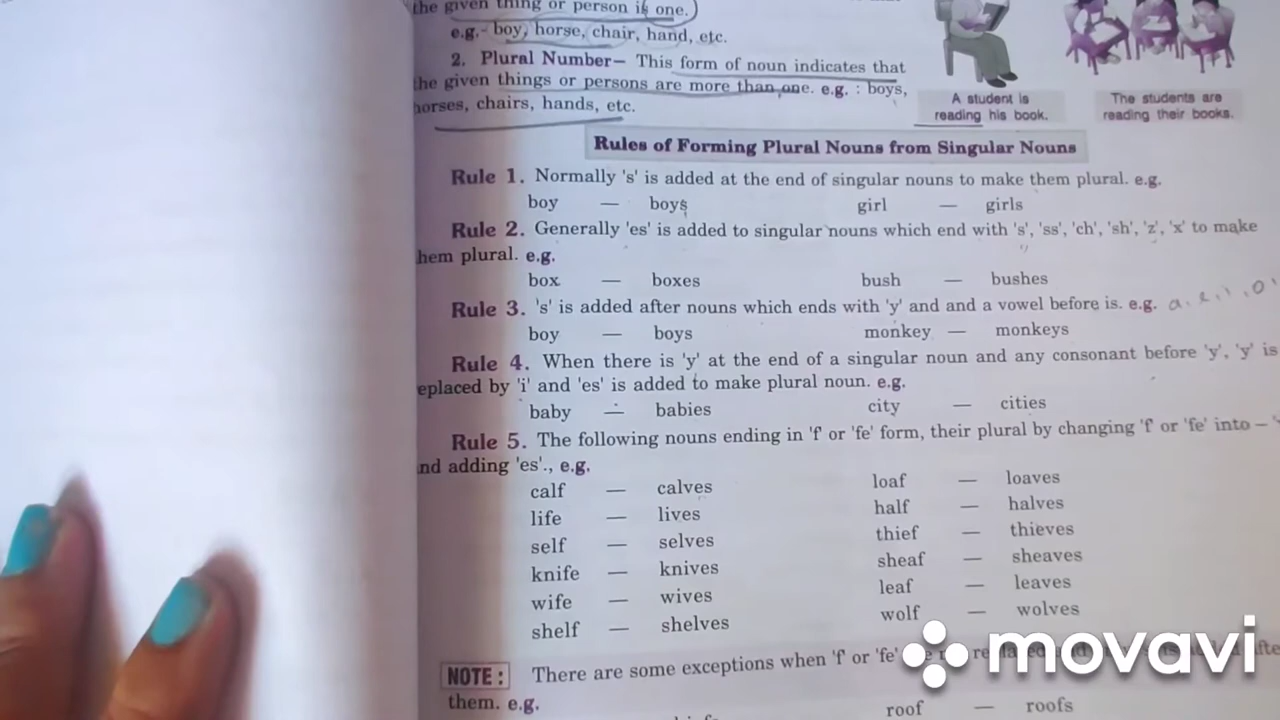 the given thing or person is one.
e.g.- boy, horse, chair, hand, etc.
2. Plural Number– This form of noun indicates that
the given things or persons are more than one. e.g. : boys,
horses, chairs, hands, etc.
A student is
reading his book.
The students are
reading their books.
Rules of Forming Plural Nouns from Singular Nouns
Rule 1. Normally 's' is added at the end of singular nouns to make them plural. e.g.
boy — boys girl — girls
Rule 2. Generally 'es' is added to singular nouns which end with 's', 'ss', 'ch', 'sh', 'z', 'x' to make
hem plural. e.g.
box — boxes bush — bushes
Rule 3. 's' is added after nouns which ends with 'y' and and a vowel before is. e.g. a. e. i. o
boy — boys monkey — monkeys
Rule 4. When there is 'y' at the end of a singular noun and any consonant before 'y', 'y' is
eplaced by 'i' and 'es' is added to make plural noun. e.g.
baby — babies city — cities
Rule 5. The following nouns ending in 'f' or 'fe' form, their plural by changing 'f' or 'fe' into –
nd adding 'es'., e.g.
calf — calves loaf — loaves
life — lives half — halves
self — selves thief — thieves
knife — knives sheaf — sheaves
wife — wives leaf — leaves
shelf — shelves wolf — wolves
NOTE : There are some exceptions when 'f' or 'fe'
them. e.g.
roof — roofs
movavi